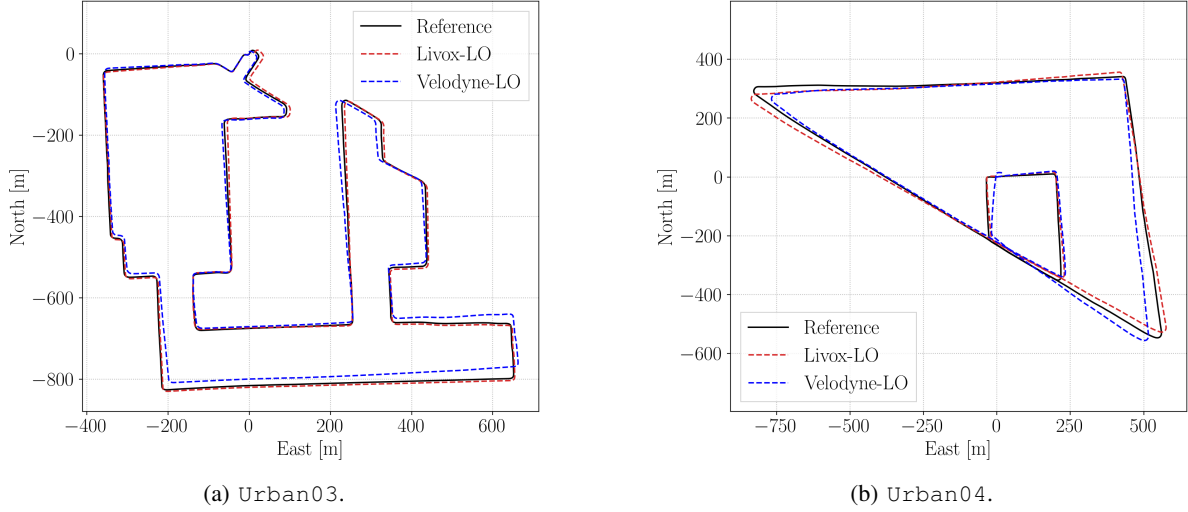 Reference
Livox-LO
Velodyne-LO
0
−200
−400
−600
−800
North [m]
−400
−200
0
200
400
600
East [m]
(a) Urban03.
400
200
0
−200
−400
−600
North [m]
Reference
Livox-LO
Velodyne-LO
−750
−500
−250
0
250
500
East [m]
(b) Urban04.